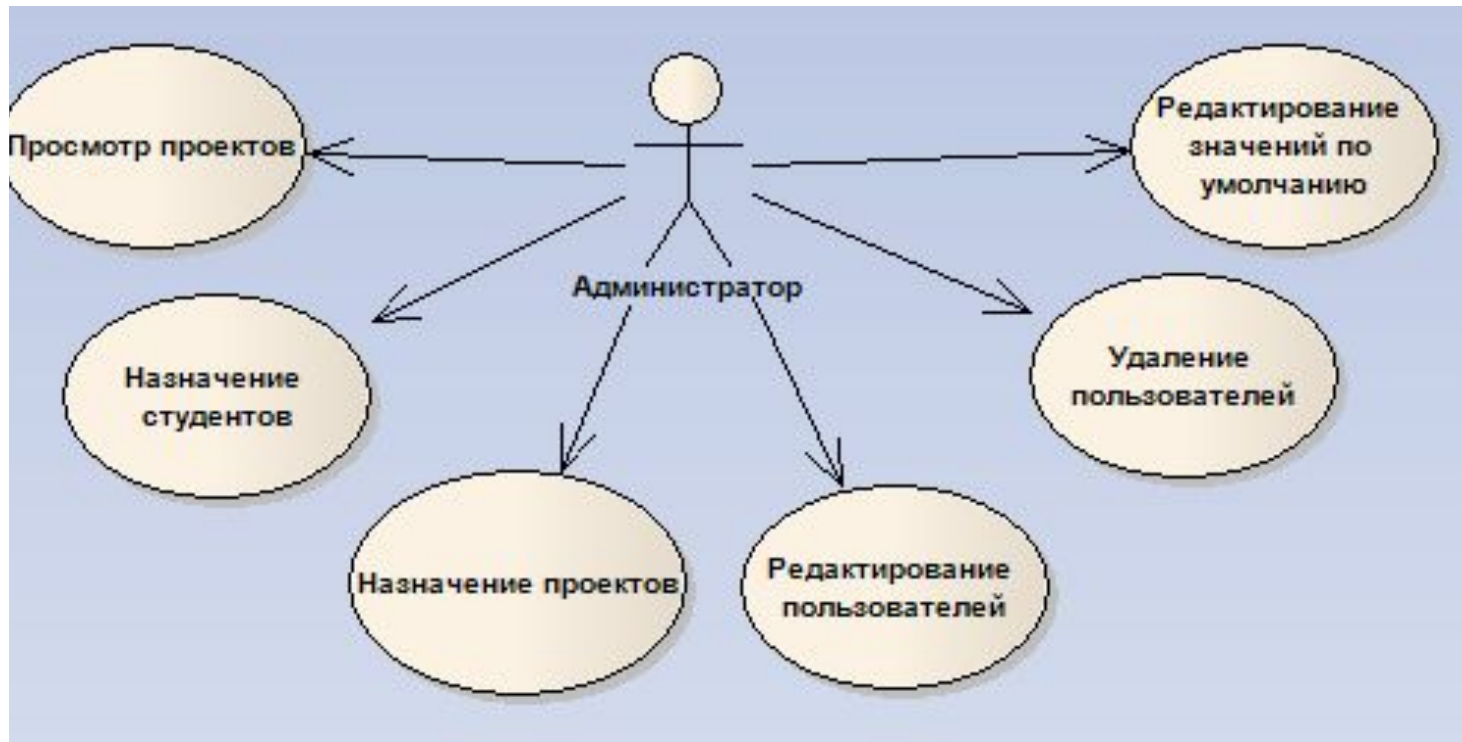 Просмотр проектов
Редактирование
значений по
умолчанию
Администратор
Назначение
студентов
Удаление
пользователей
Назначение проектов
Редактирование
пользователей